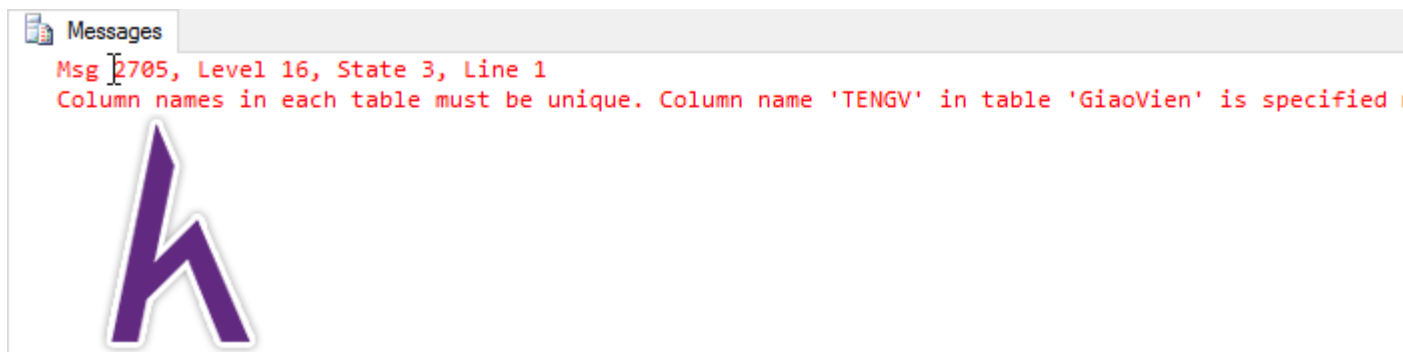 Messages
Msg 2705, Level 16, State 3, Line 1
Column names in each table must be unique. Column name 'TENGV' in table 'GiaoVien' is specified